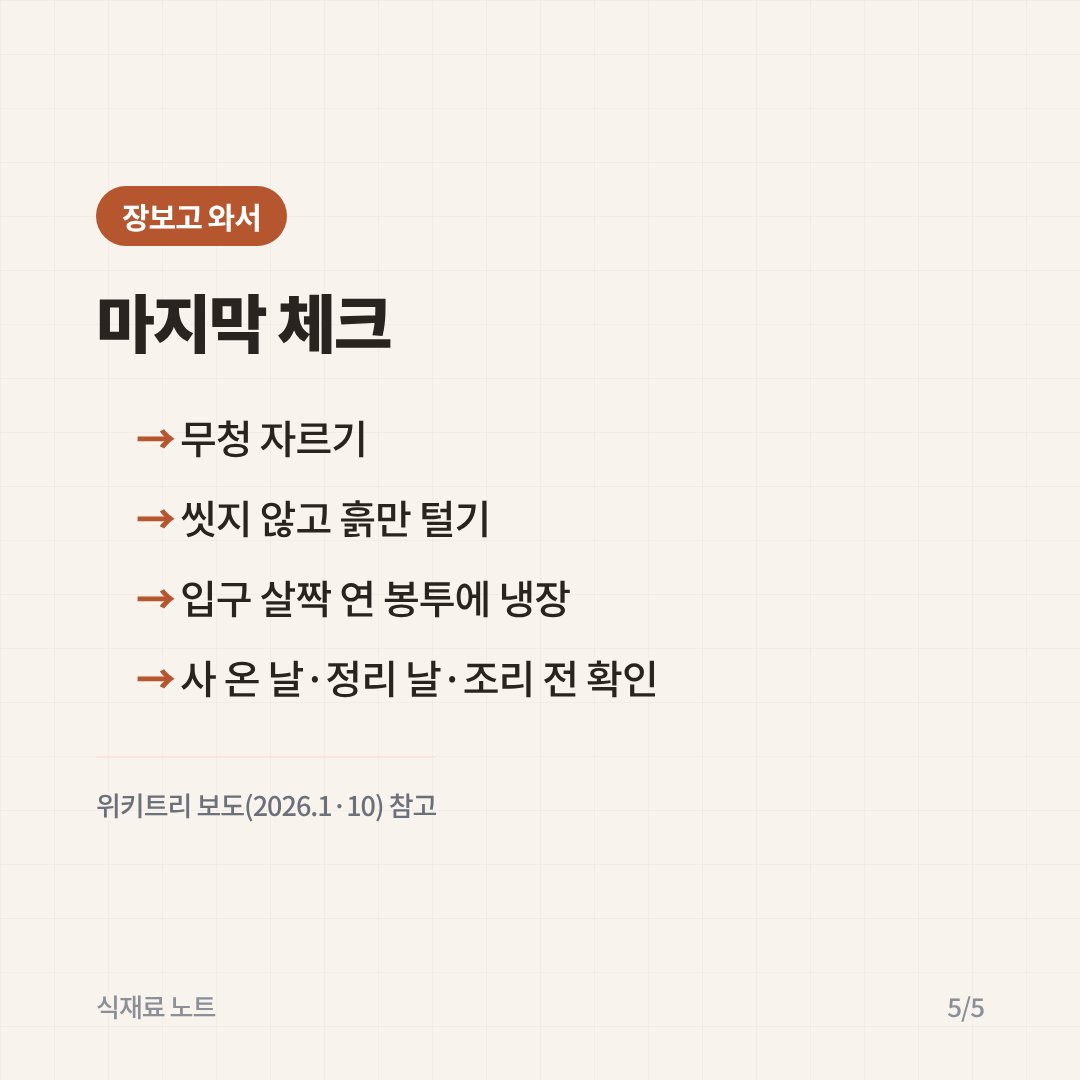 장보고 와서
마지막 체크
→ 무청 자르기
→ 씻지 않고 흙만 털기
→ 입구 살짝 연 봉투에 냉장
→ 사 온 날·정리 날·조리 전 확인
위키트리 보도(2026.1·10) 참고
식재료 노트
5/5